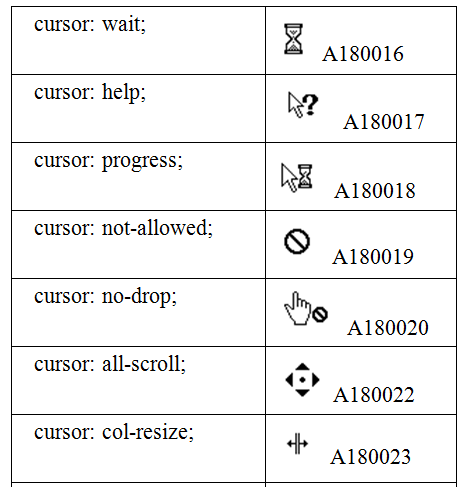 cursor: wait;
A180016
cursor: help;
A180017
cursor: progress;
A180018
cursor: not-allowed;
A180019
cursor: no-drop;
A180020
cursor: all-scroll;
A180022
cursor: col-resize;
A180023